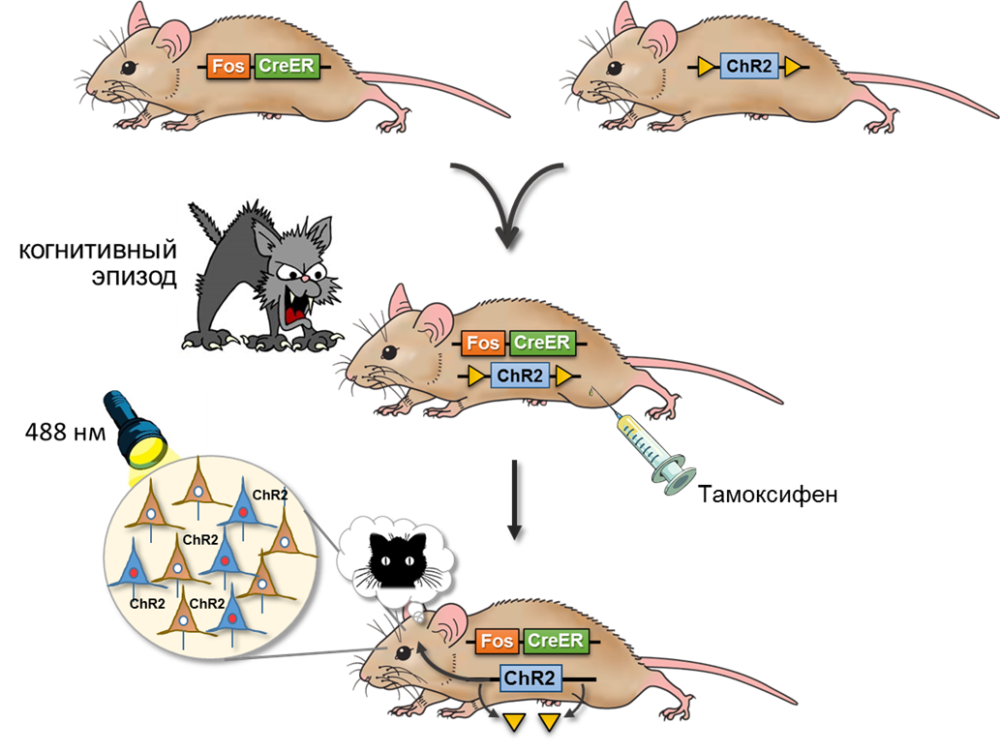 Fos CreER
ChR2
когнитивный
эпизод
Fos CreER
ChR2
488 нм
Тамоксифен
ChR2
ChR2
ChR2 ChR2
Fos CreER
ChR2